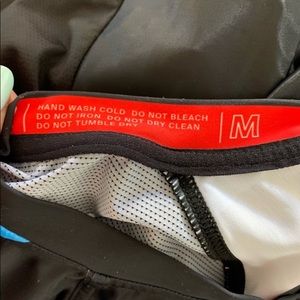 HAND WASH COLD DO NOT BLEACH
DO NOT IRON DO NOT DRY CLEAN
DO NOT TUMBLE DRY
M